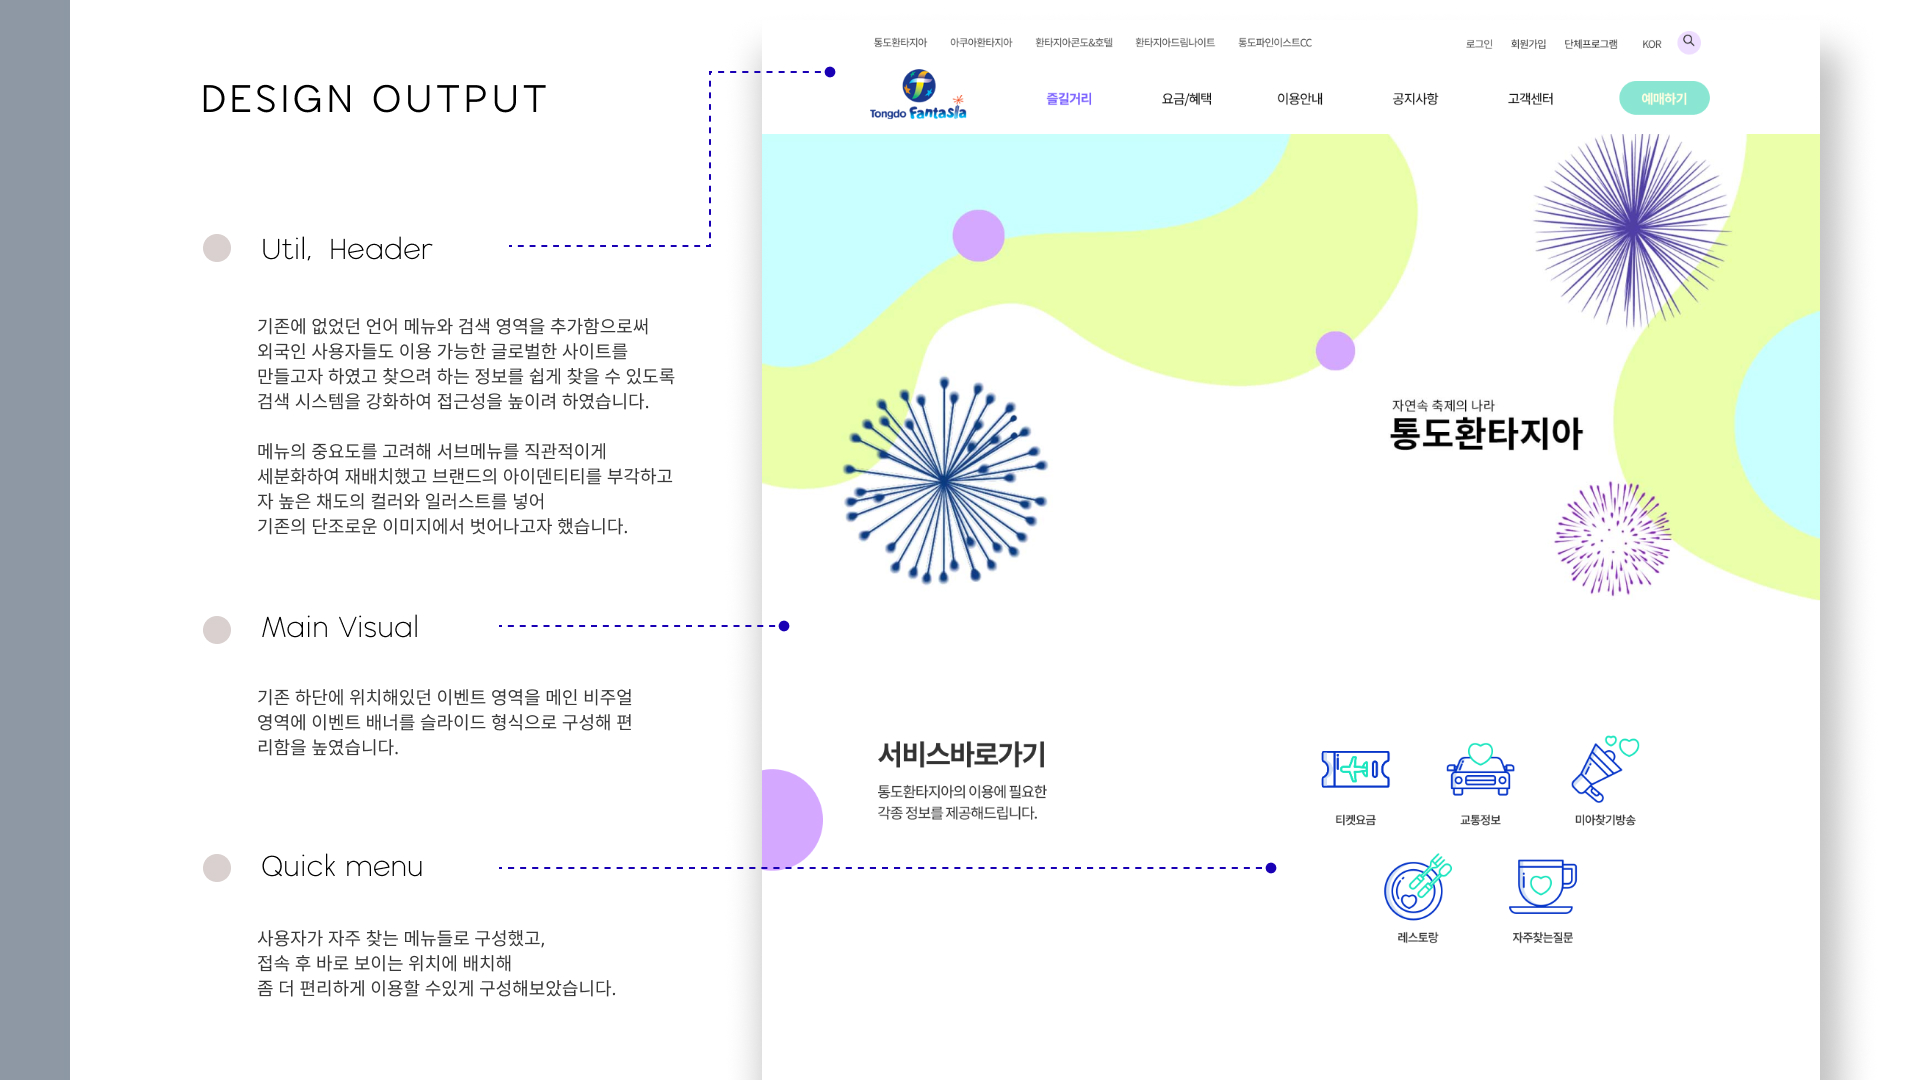 DESIGN OUTPUT
Util, Header
기존에 없었던 언어 메뉴와 검색 영역을 추가함으로써
외국인 사용자들도 이용 가능한 글로벌한 사이트를
만들고자 하였고 찾으려 하는 정보를 쉽게 찾을 수 있도록
검색 시스템을 강화하여 접근성을 높이려 하였습니다.
메뉴의 중요도를 고려해 서브메뉴를 직관적이게
세분화하여 재배치했고 브랜드의 아이덴티티를 부각하고
자 높은 채도의 컬러와 일러스트를 넣어
기존의 단조로운 이미지에서 벗어나고자 했습니다.
Main Visual
기존 하단에 위치해있던 이벤트 영역을 메인 비주얼
영역에 이벤트 배너를 슬라이드 형식으로 구성해 편
리함을 높였습니다.
Quick menu
사용자가 자주 찾는 메뉴들로 구성했고,
접속 후 바로 보이는 위치에 배치해
좀 더 편리하게 이용할 수있게 구성해보았습니다.
통도환타지아 아쿠아환타지아 환타지아콘도&호텔 환타지아드림나이트 통도파인이스트CC
로그인 회원가입 단체프로그램 KOR
Tongdo Fantasia
즐길거리 요금/혜택 이용안내 공지사항 고객센터 예매하기
자연속 축제의 나라
통도환타지아
서비스바로가기
통도환타지아의 이용에 필요한
각종 정보를 제공해드립니다.
티켓요금 교통정보 미아찾기방송
레스토랑 자주찾는질문